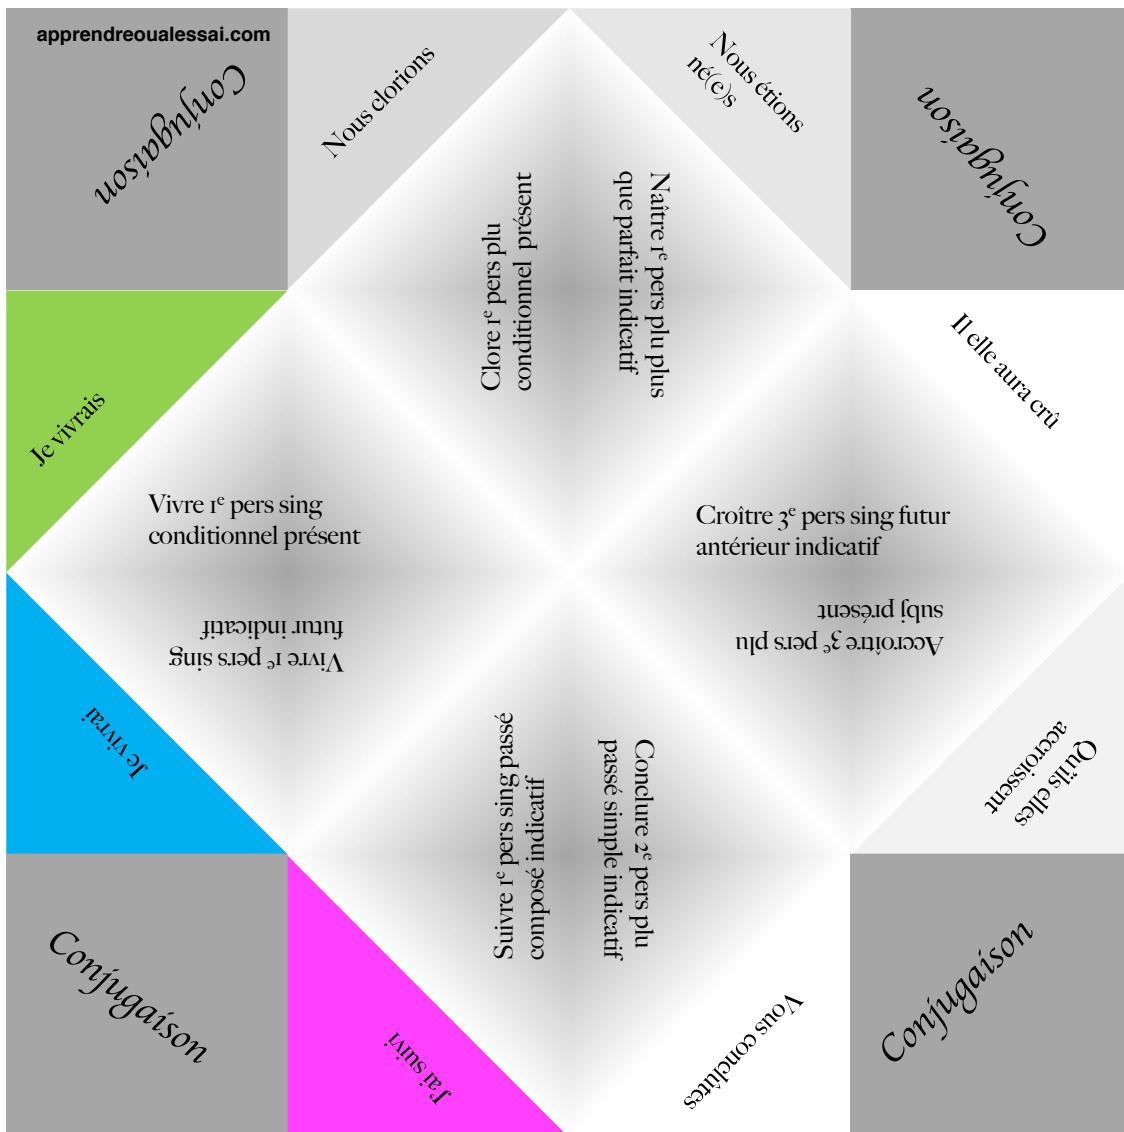 apprendreoualessai.com
Conjugaison
Nous clorions
Nous étions
né(e)s
Conjugaison
Clore 1e pers plu
conditionnel présent
Naître 1e pers plu plus
que parfait indicatif
Je vivrais
Il elle aura crû
Vivre 1e pers sing
conditionnel présent
Croître 3e pers sing futur
antérieur indicatif
Vivre 1e pers sing
futur indicatif
Accroître 3e pers plu
subj présent
Je vivrai
Qu'ils elles
accroissent
Suivre 1e pers sing passé
composé indicatif
Conclure 2e pers plu
passé simple indicatif
Conjugaison
J'ai suivi
Vous conclûtes
Conjugaison